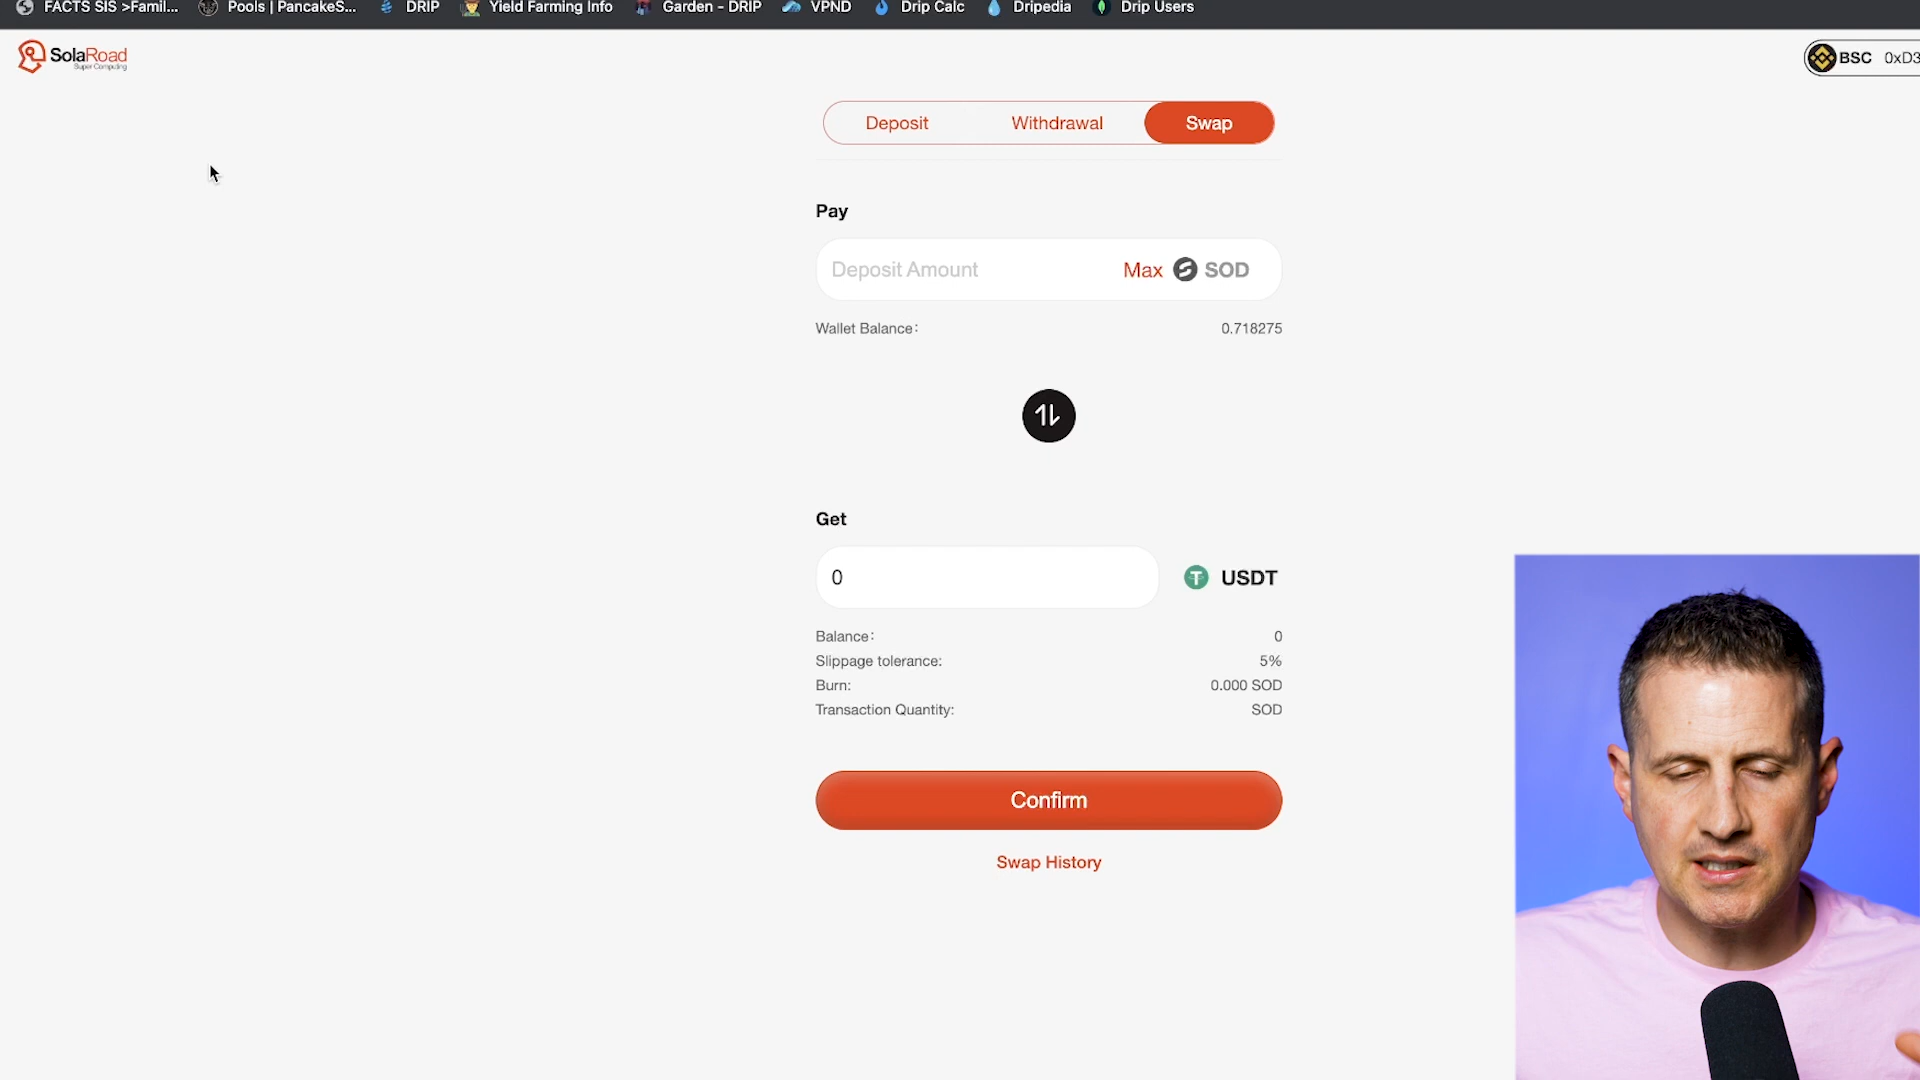 FACTS SIS >Famil...
Pools | PancakeS...
DRIP
Yield Farming Info
Garden - DRIP
VPND
Drip Calc
Dripedia
Drip Users
SolaRoad
Super Computing
BSC 0xD3
Deposit
Withdrawal
Swap
Pay
Deposit Amount
Max
SOD
Wallet Balance:
0.718275
Get
0
USDT
Balance:
0
Slippage tolerance:
5%
Burn:
0.000 SOD
Transaction Quantity:
SOD
Confirm
Swap History